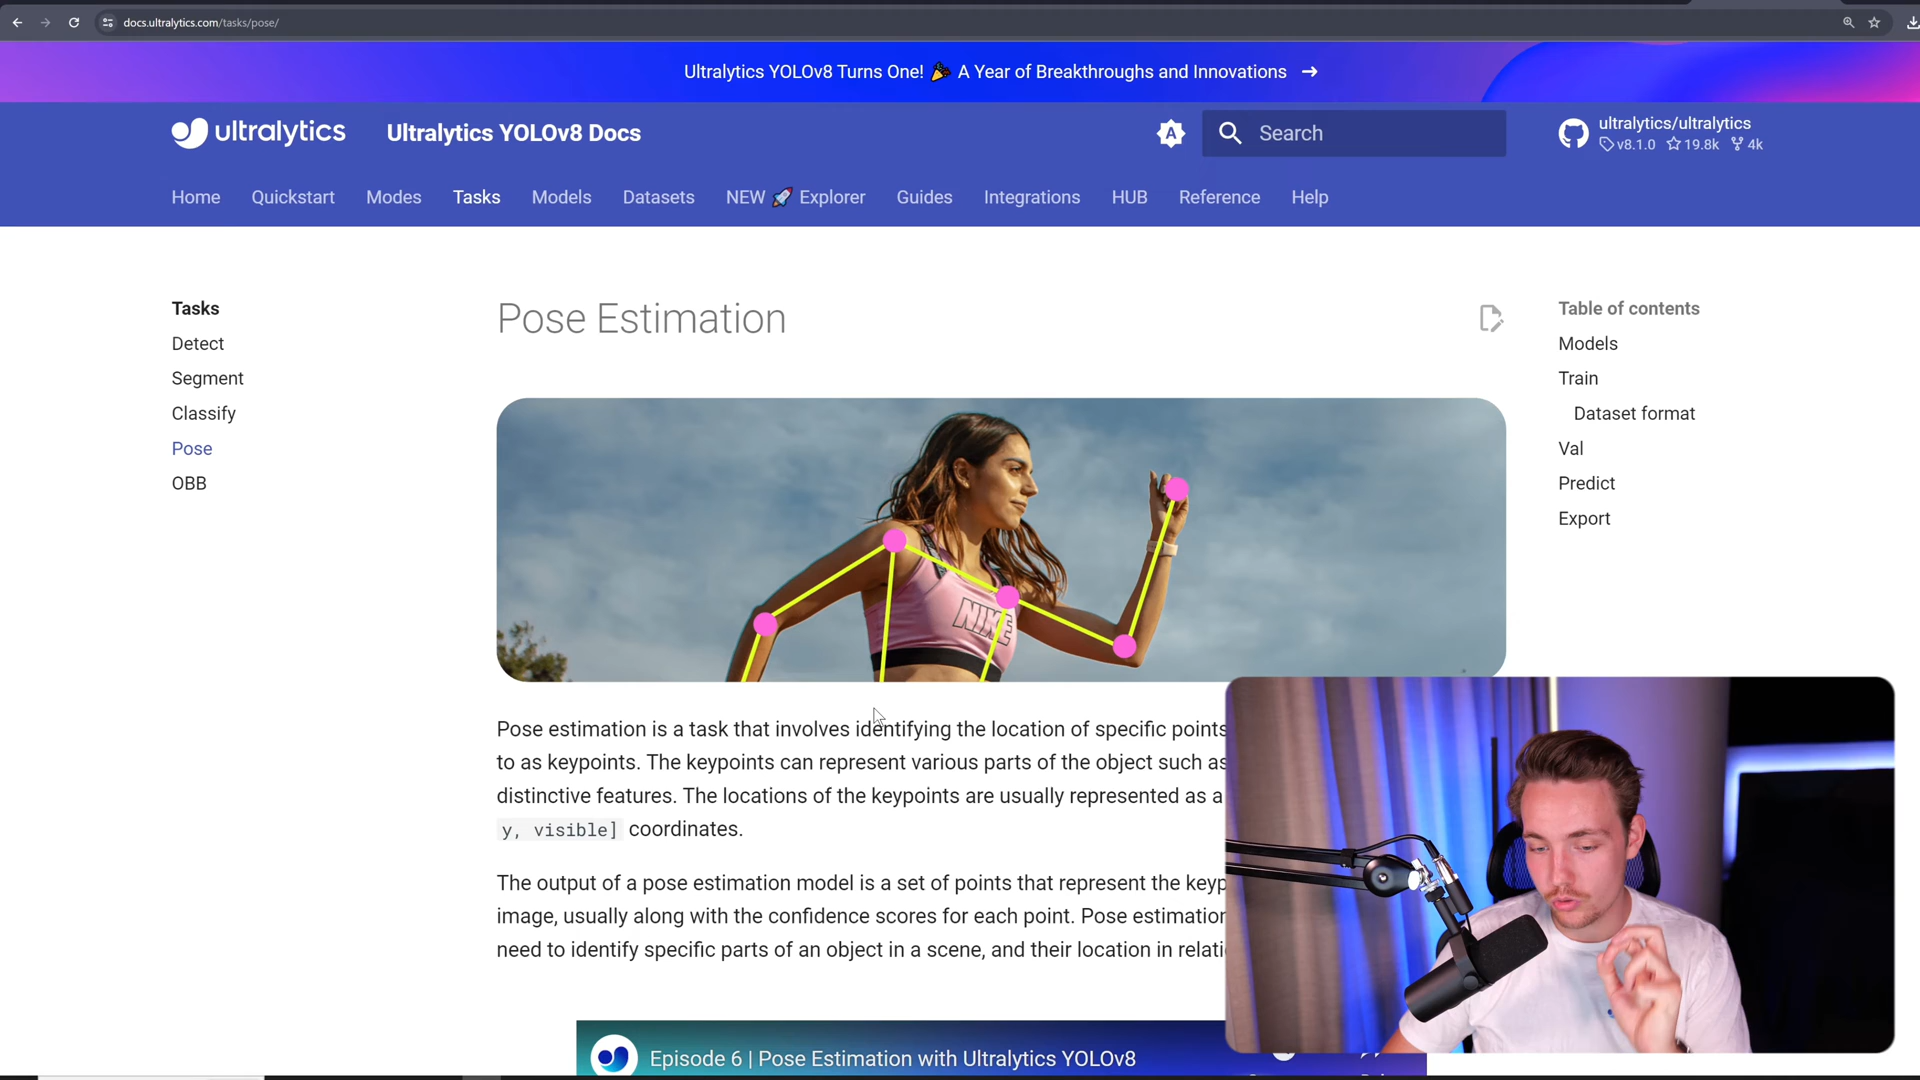 docs.ultralytics.com/tasks/pose/
Ultralytics YOLOv8 Turns One! 🎉 A Year of Breakthroughs and Innovations →
ultralytics
Ultralytics YOLOv8 Docs
A
Search
ultralytics/ultralytics
v8.1.0 19.8k 4k
Home Quickstart Modes Tasks Models Datasets NEW 🚀 Explorer Guides Integrations HUB Reference Help
Tasks
Detect
Segment
Classify
Pose
OBB
Pose Estimation
NIKE
Pose estimation is a task that involves identifying the location of specific points
to as keypoints. The keypoints can represent various parts of the object such as
distinctive features. The locations of the keypoints are usually represented as a
y, visible] coordinates.
The output of a pose estimation model is a set of points that represent the
image, usually along with the confidence scores for each point. Pose estimation
need to identify specific parts of an object in a scene, and their location in
Episode 6 | Pose Estimation with Ultralytics YOLOv8
Table of contents
Models
Train
Dataset format
Val
Predict
Export